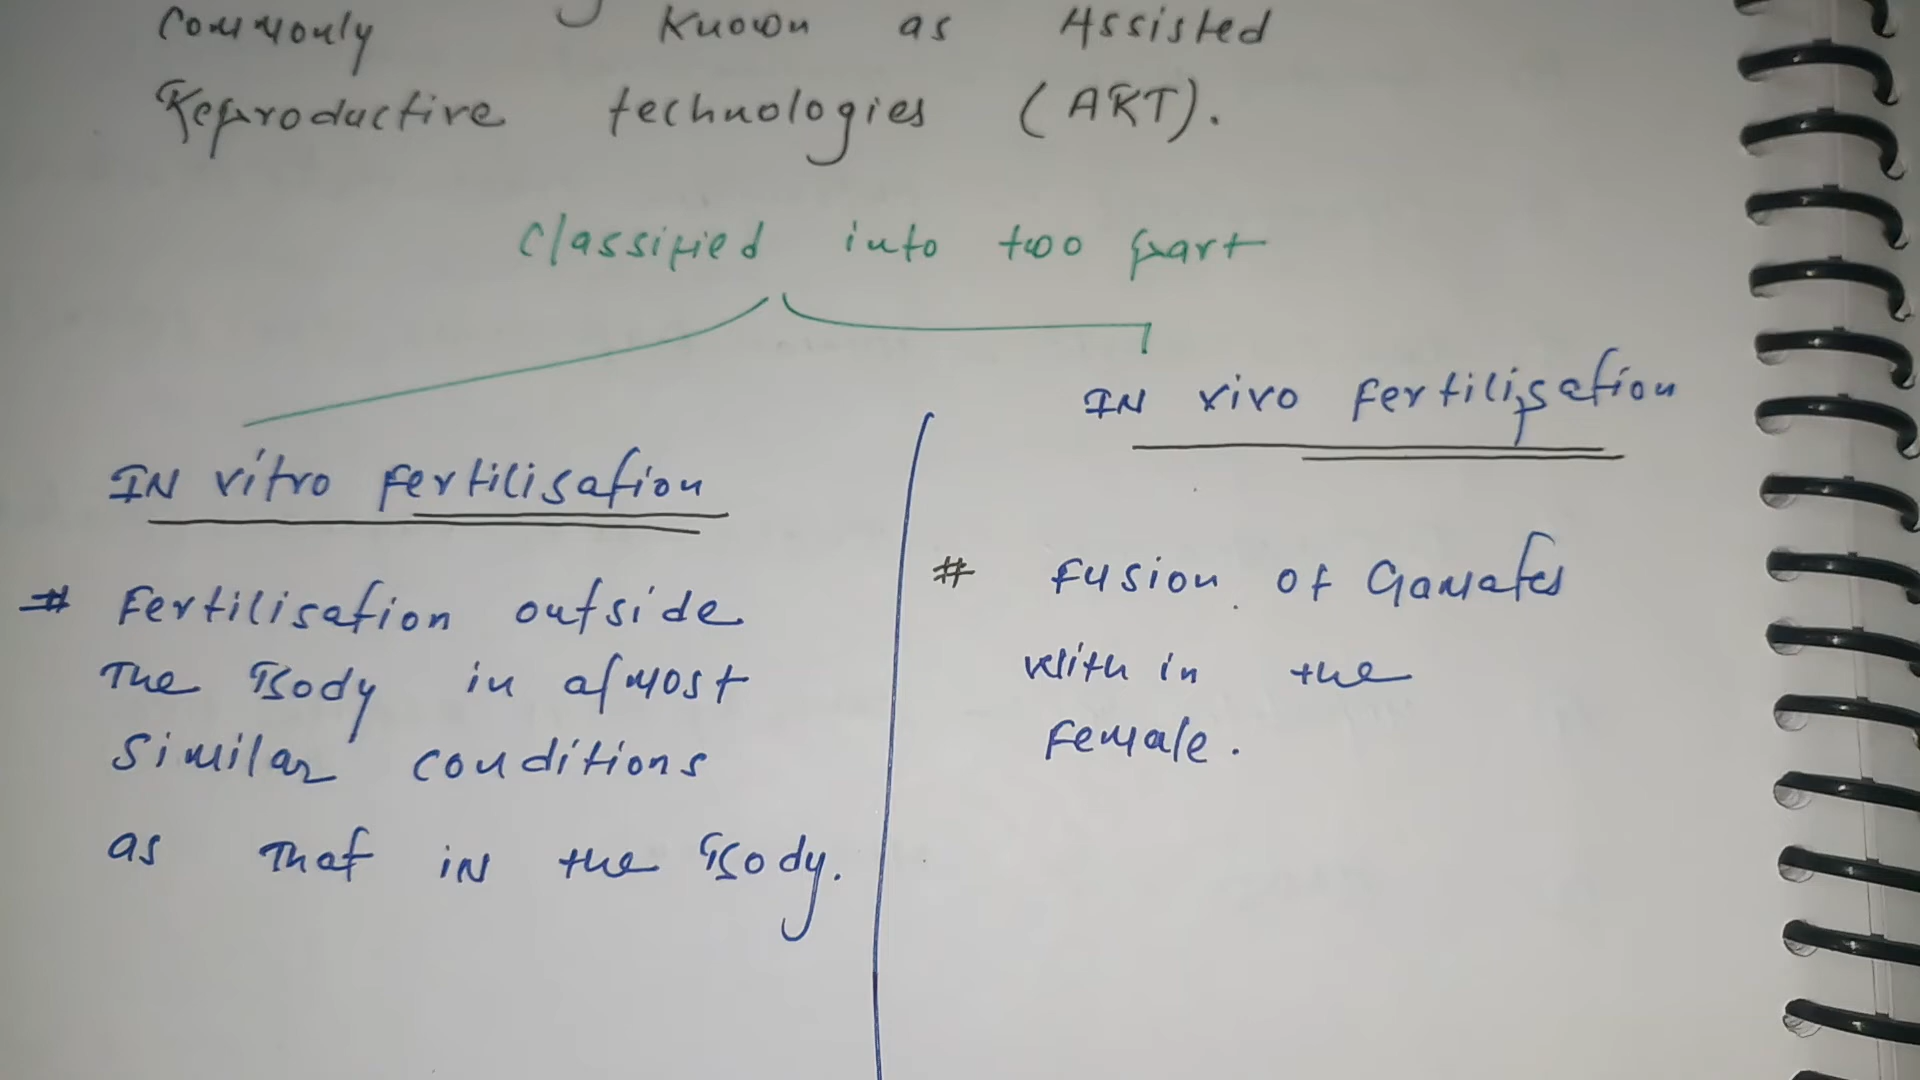 Commonly Known as Assisted
Reproductive technologies (ART).
Classified into two part
IN vitro fertilisation
# Fertilisation outside
The Body in almost
Similar conditions
as That in the Body.
IN vivo fertilisation
# Fusion of Gamates
With in the
Female.